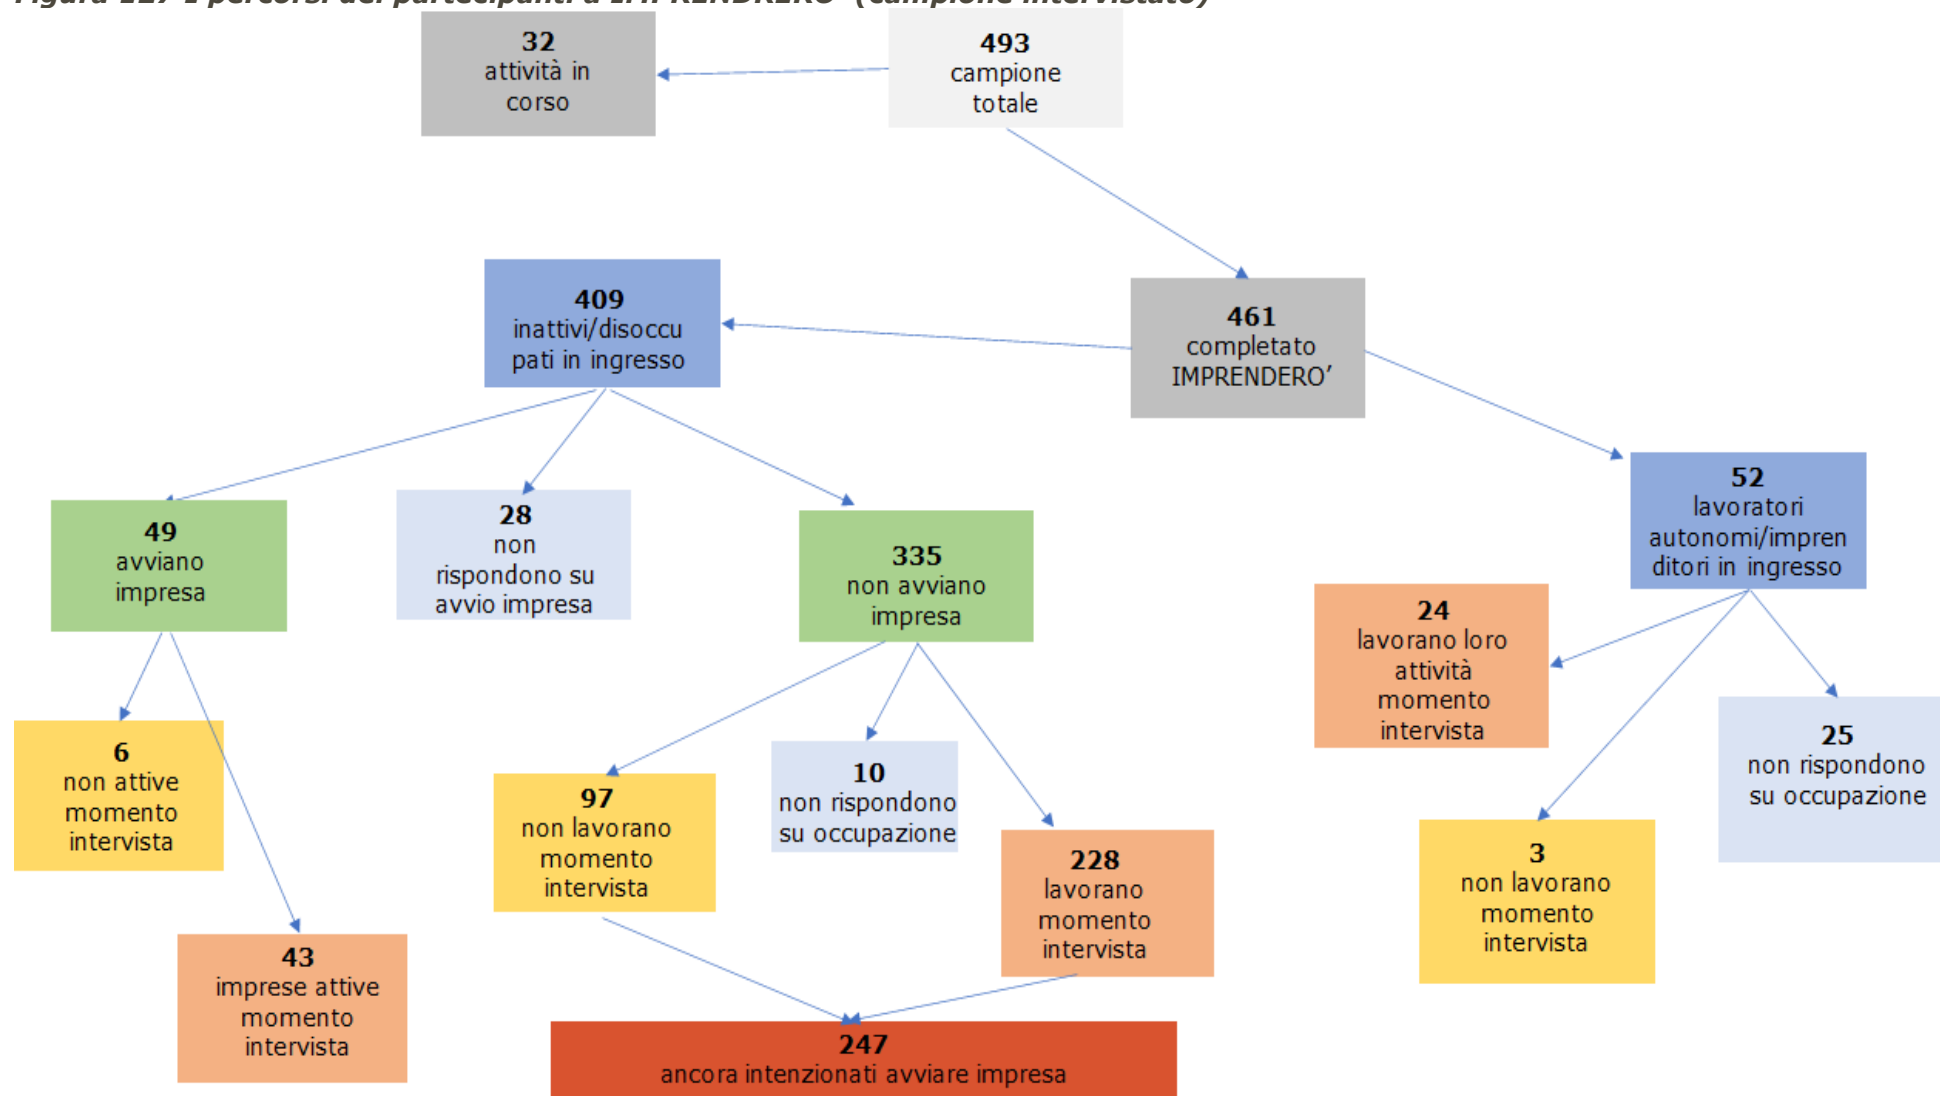 (campione intervistato)
32
attività in
corso
493
campione
totale
409
inattivi/disoccu
pati in ingresso
461
completato
IMPRENDERO’
49
avviano
impresa
28
non
rispondono su
avvio impresa
335
non avviano
impresa
52
lavoratori
autonomi/impren
ditori in ingresso
24
lavorano loro
attività
momento
intervista
25
non rispondono
su occupazione
6
non attive
momento
intervista
97
non lavorano
momento
intervista
10
non rispondono
su occupazione
228
lavorano
momento
intervista
3
non lavorano
momento
intervista
43
imprese attive
momento
intervista
247
ancora intenzionati avviare impresa